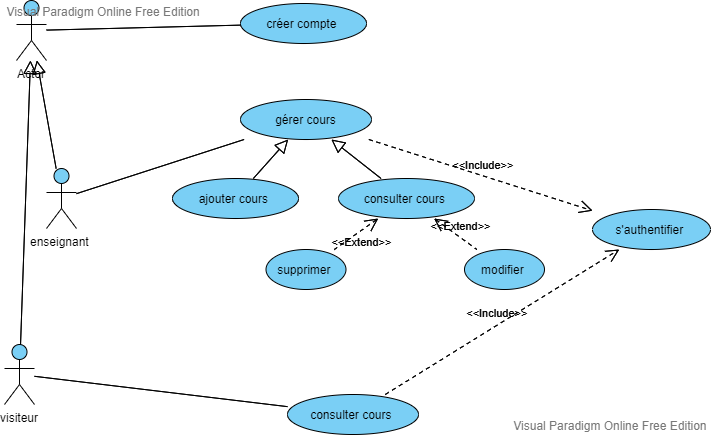 Visual Paradigm Online Free Edition
créer compte
Actor
gérer cours
<<Include>>
ajouter cours
consulter cours
enseignant
<<Extend>>
<<Extend>>
s'authentifier
supprimer
modifier
<<Include>>
visiteur
consulter cours
Visual Paradigm Online Free Edition